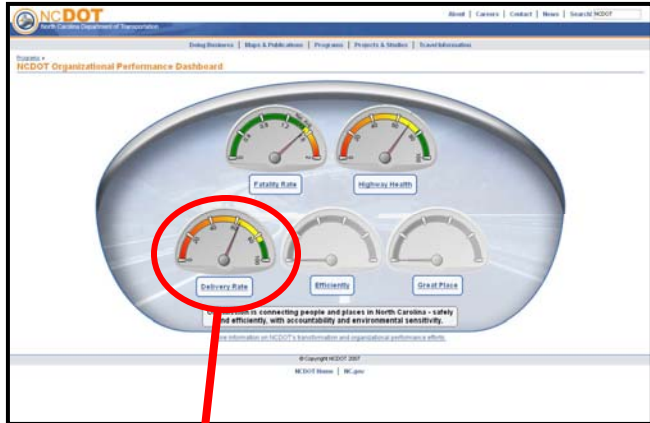 NCDOT
North Carolina Department of Transportation
About | Careers | Contact | News | Search NCDOT
Doing Business | Maps & Publications | Programs | Projects & Studies | Travel Information
Programs
NCDOT Organizational Performance Dashboard
Fatality Rate
Highway Health
Delivery Rate
Efficiently
Great Place
is connecting people and places in North Carolina - safely
nd efficiently, with accountability and environmental sensitivity.
re information on NCDOT's transformation and organizational performance efforts.
© Copyright NCDOT 2007
NCDOT Home | NC.gov